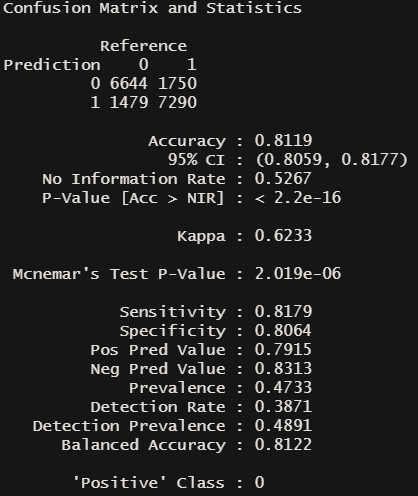 Confusion Matrix and Statistics
Reference
Prediction 0 1
0 6644 1750
1 1479 7290
Accuracy : 0.8119
95% CI : (0.8059, 0.8177)
No Information Rate : 0.5267
P-Value [Acc > NIR] : < 2.2e-16
Kappa : 0.6233
Mcnemar's Test P-Value : 2.019e-06
Sensitivity : 0.8179
Specificity : 0.8064
Pos Pred Value : 0.7915
Neg Pred Value : 0.8313
Prevalence : 0.4733
Detection Rate : 0.3871
Detection Prevalence : 0.4891
Balanced Accuracy : 0.8122
'Positive' Class : 0